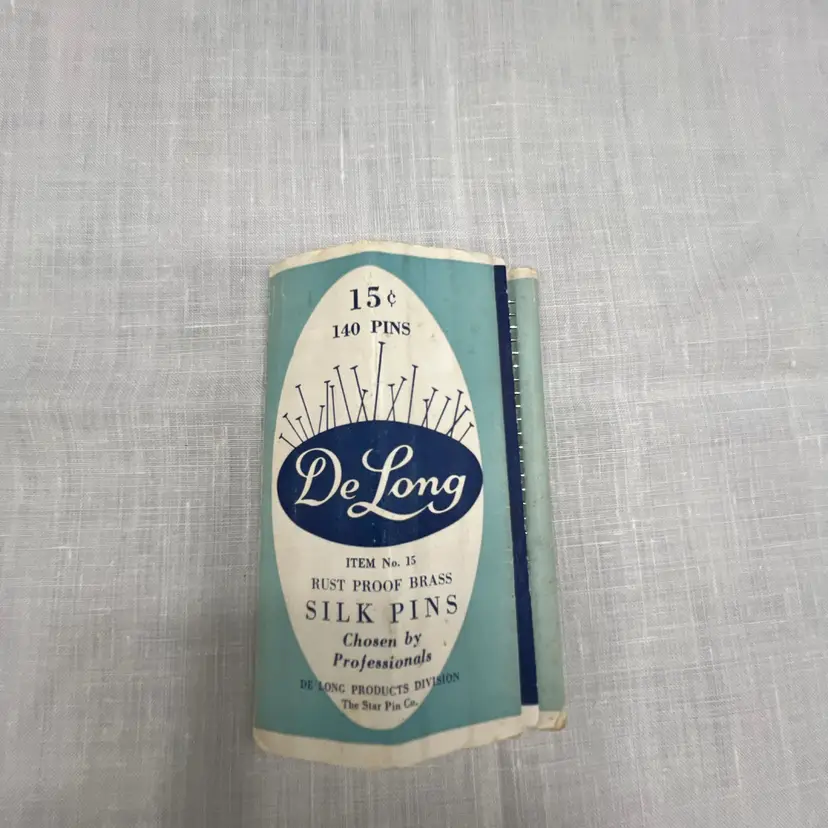 15¢
140 PINS
De Long
ITEM No. 15
RUST PROOF BRASS
SILK PINS
Chosen by
Professionals
DE LONG PRODUCTS DIVISION
The Star Pin Co.